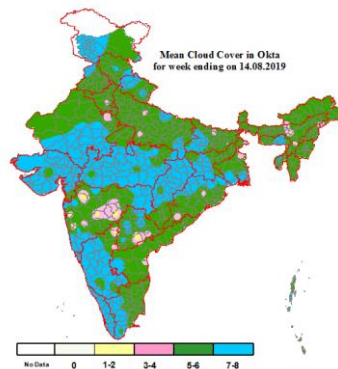 Mean Cloud Cover in Okta
for week ending on 14.08.2019
No Data 0 1-2 3-4 5-6 7-8